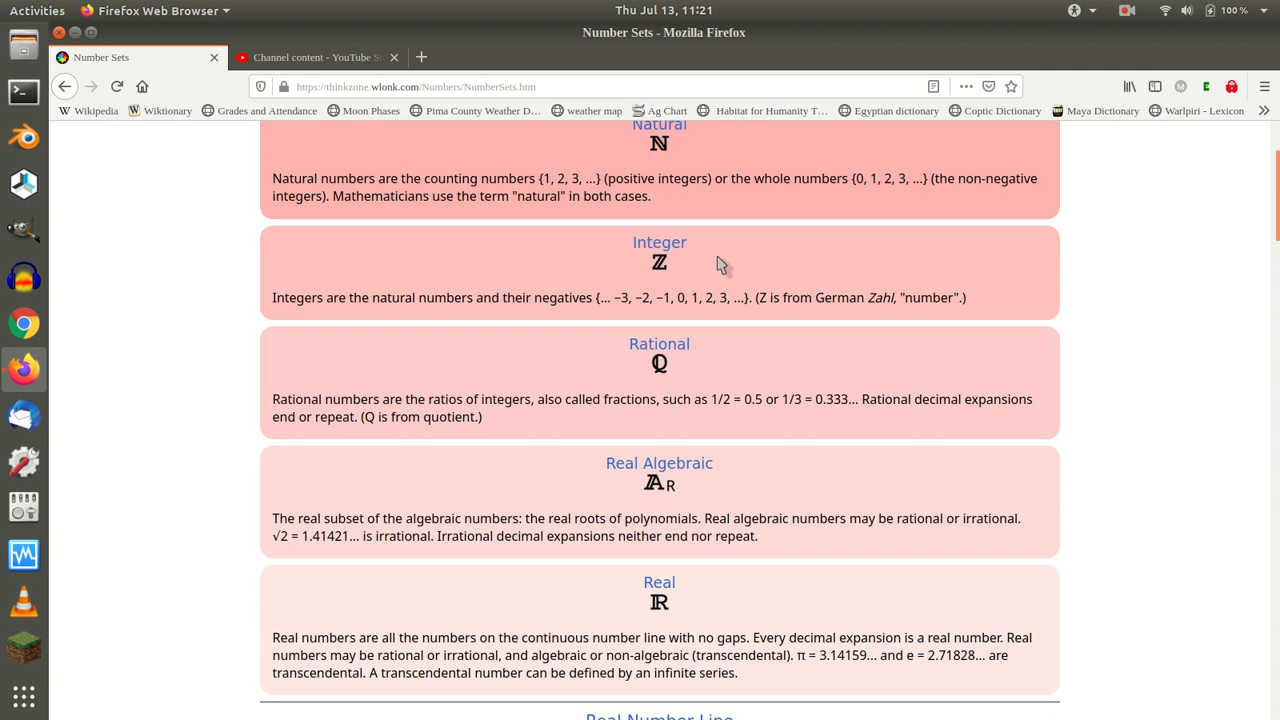 Activities Firefox Web Browser Thu Jul 13, 11:21 100 %
Number Sets - Mozilla Firefox
Number Sets Channel content - YouTube
https://thinkzone.wlonk.com/Numbers/NumberSets.htm
Wikipedia Wiktionary Grades and Attendance Moon Phases Pima County Weather D… weather map Ag Chart Habitat for Humanity T… Egyptian dictionary Coptic Dictionary Maya Dictionary Warlpiri - Lexicon
Natural
ℕ
Natural numbers are the counting numbers {1, 2, 3, ...} (positive integers) or the whole numbers {0, 1, 2, 3, ...} (the non-negative
integers). Mathematicians use the term "natural" in both cases.
Integer
ℤ
Integers are the natural numbers and their negatives {... −3, −2, −1, 0, 1, 2, 3, ...}. (Z is from German Zahl, "number".)
Rational
ℚ
Rational numbers are the ratios of integers, also called fractions, such as 1/2 = 0.5 or 1/3 = 0.333... Rational decimal expansions
end or repeat. (Q is from quotient.)
Real Algebraic
𝔸R
The real subset of the algebraic numbers: the real roots of polynomials. Real algebraic numbers may be rational or irrational.
√2 = 1.41421... is irrational. Irrational decimal expansions neither end nor repeat.
Real
ℝ
Real numbers are all the numbers on the continuous number line with no gaps. Every decimal expansion is a real number. Real
numbers may be rational or irrational, and algebraic or non-algebraic (transcendental). π = 3.14159... and e = 2.71828... are
transcendental. A transcendental number can be defined by an infinite series.
Real Number Line